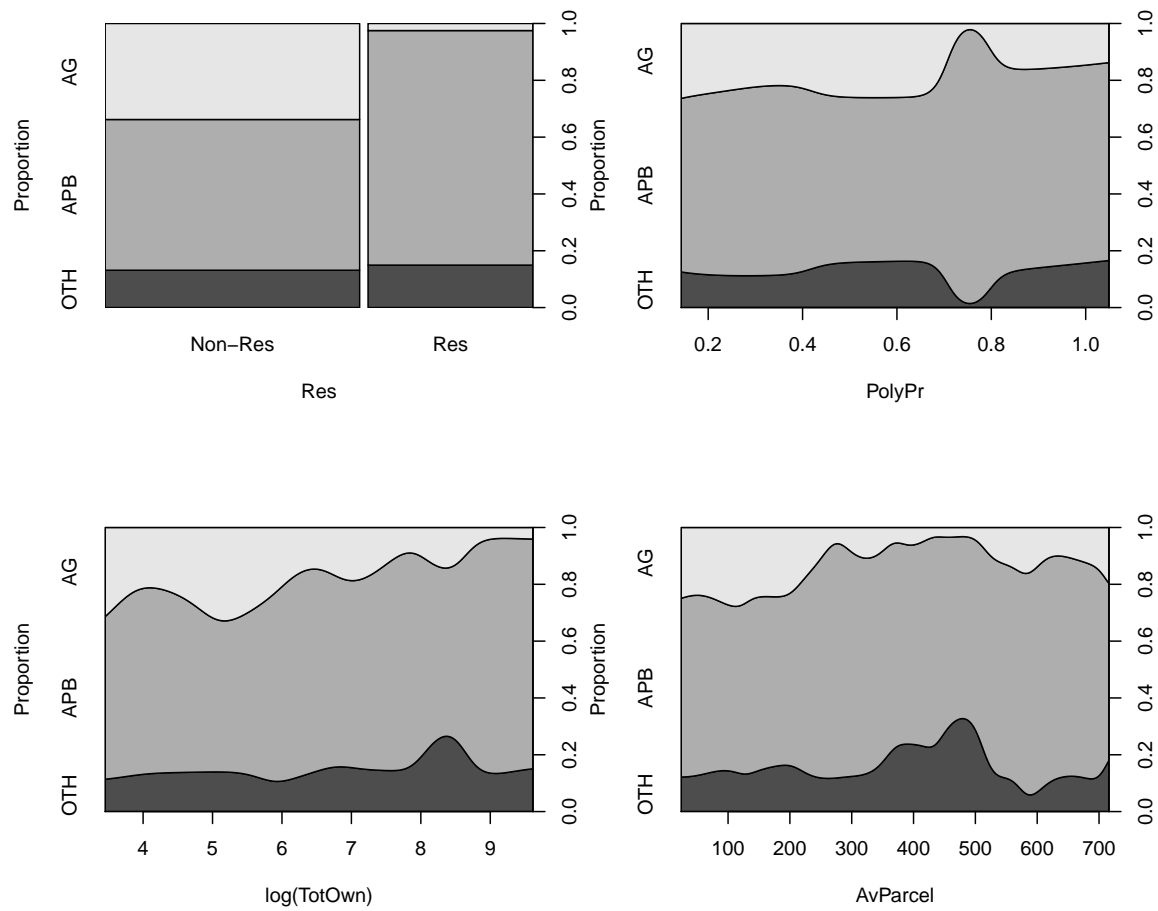 Proportion
AG
APB
OTH
0.0 0.2 0.4 0.6 0.8 1.0
Non−Res Res
Res
Proportion
AG
APB
OTH
0.0 0.2 0.4 0.6 0.8 1.0
0.2 0.4 0.6 0.8 1.0
PolyPr
Proportion
AG
APB
OTH
0.0 0.2 0.4 0.6 0.8 1.0
4 5 6 7 8 9
log(TotOwn)
Proportion
AG
APB
OTH
0.0 0.2 0.4 0.6 0.8 1.0
100 200 300 400 500 600 700
AvParcel